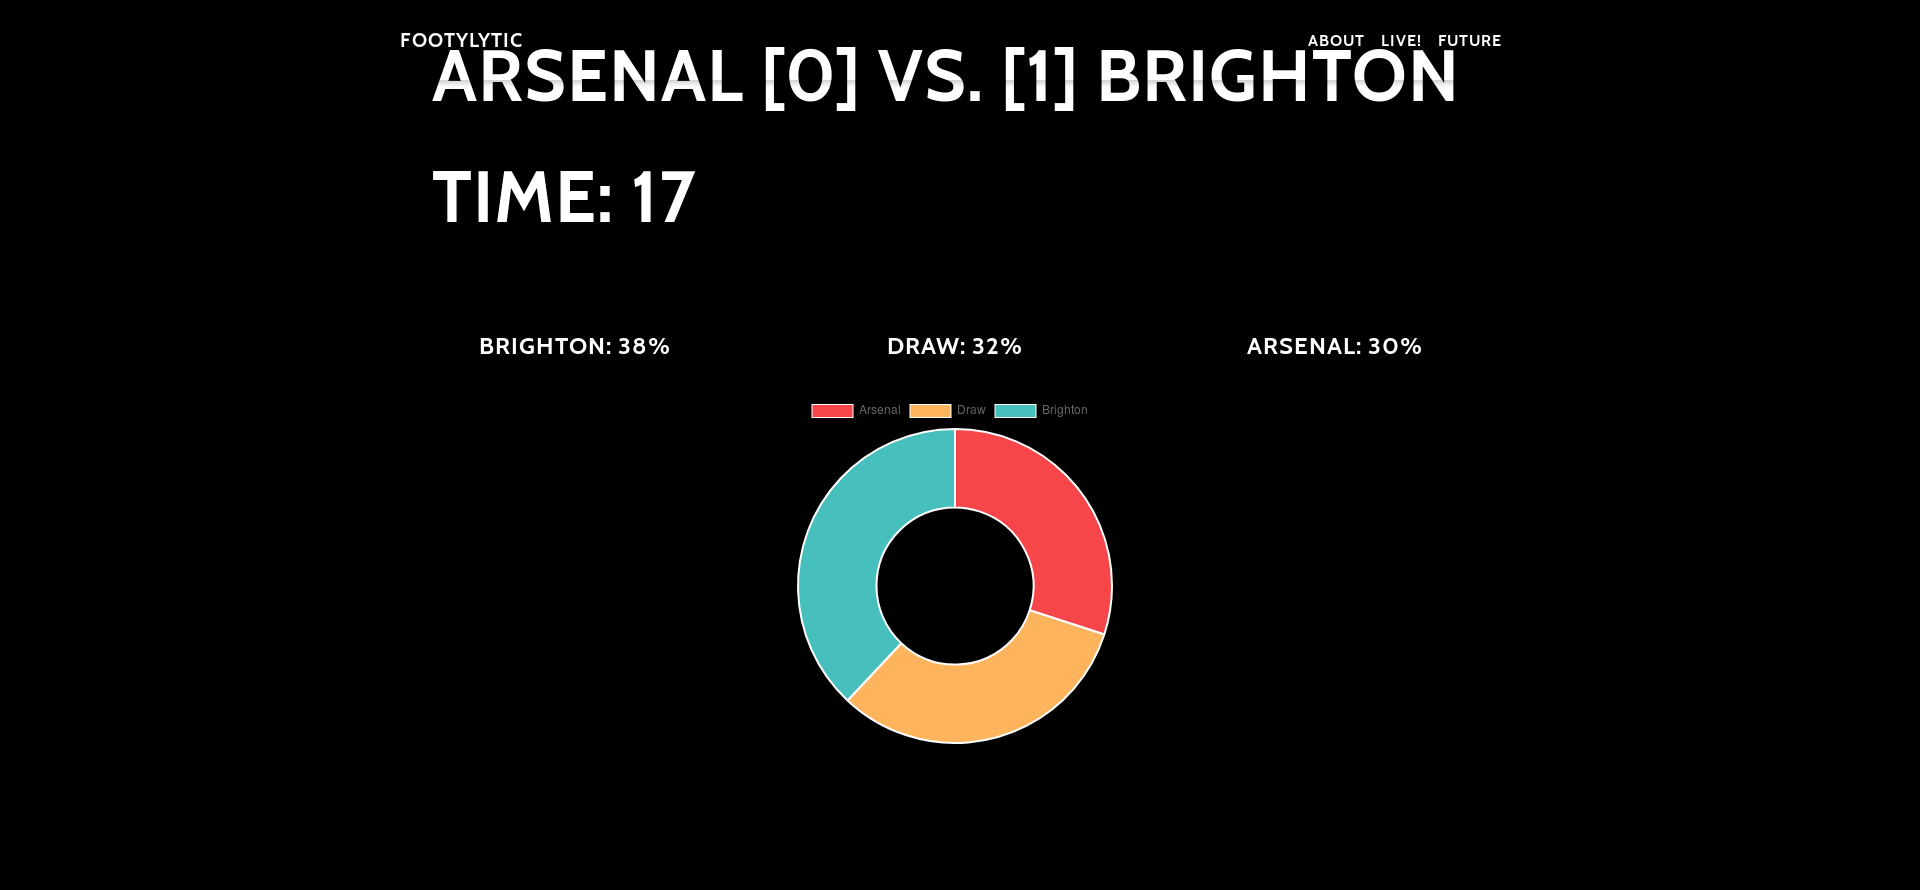 FOOTYLYTIC ABOUT LIVE! FUTURE
ARSENAL [0] VS. [1] BRIGHTON
TIME: 17
BRIGHTON: 38% DRAW: 32% ARSENAL: 30%
Arsenal Draw Brighton